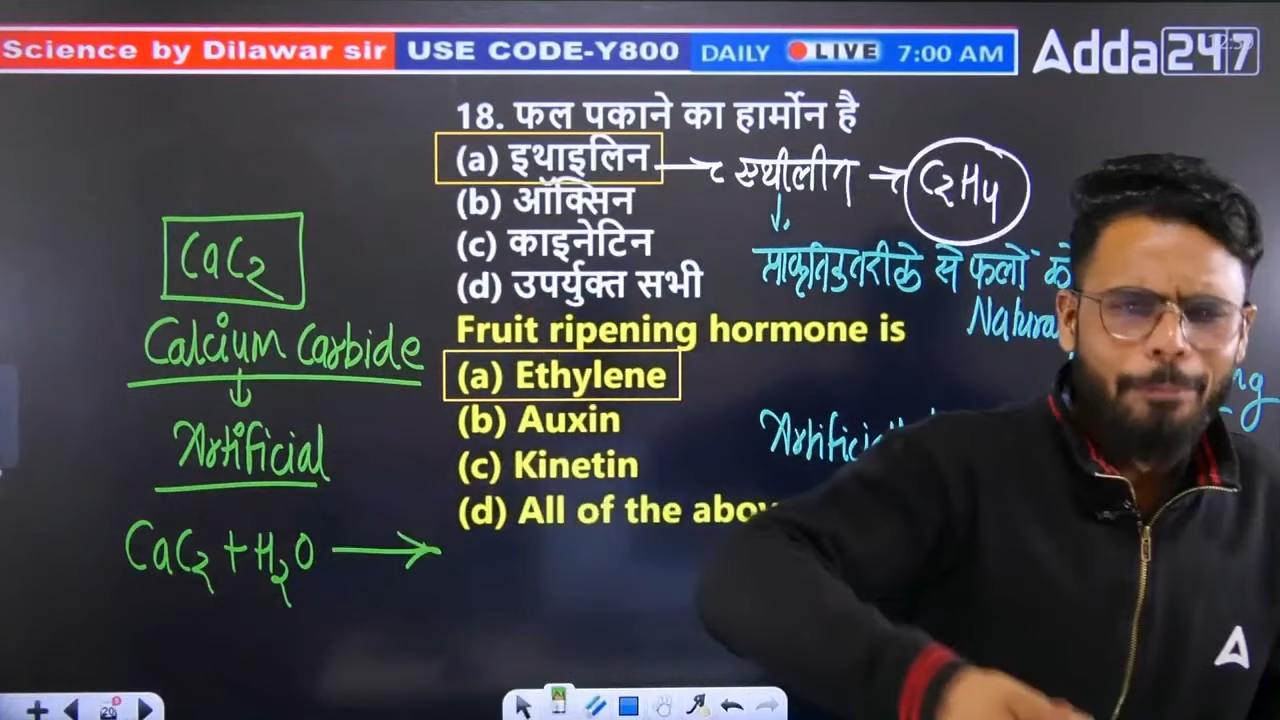 Science by Dilawar sir USE CODE-Y800 DAILY LIVE 7:00 AM Adda247
18. फल पकाने का हार्मोन है
(a) इथाइलिन → एथीलीन → C2H4
(b) ऑक्सिन
(c) काइनेटिन
(d) उपर्युक्त सभी
प्राकृतिक तरीके से फलों को
Fruit ripening hormone is
(a) Ethylene
(b) Auxin
(c) Kinetin
(d) All of the
CaC2
Calcium Carbide
↓
Artificial
CaC2 + H2O →